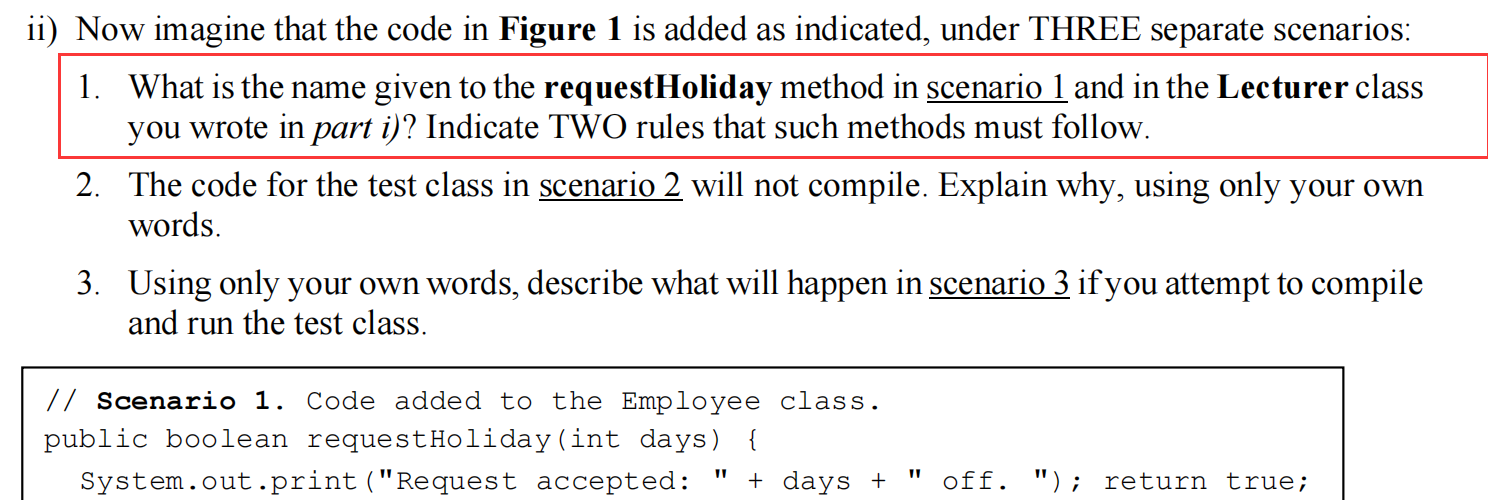 ii) Now imagine that the code in Figure 1 is added as indicated, under THREE separate scenarios:
1. What is the name given to the requestHoliday method in scenario 1 and in the Lecturer class
you wrote in part i)? Indicate TWO rules that such methods must follow.
2. The code for the test class in scenario 2 will not compile. Explain why, using only your own
words.
3. Using only your own words, describe what will happen in scenario 3 if you attempt to compile
and run the test class.
// Scenario 1. Code added to the Employee class.
public boolean requestHoliday(int days) {
System.out.print("Request accepted: " + days + " off. "); return true;